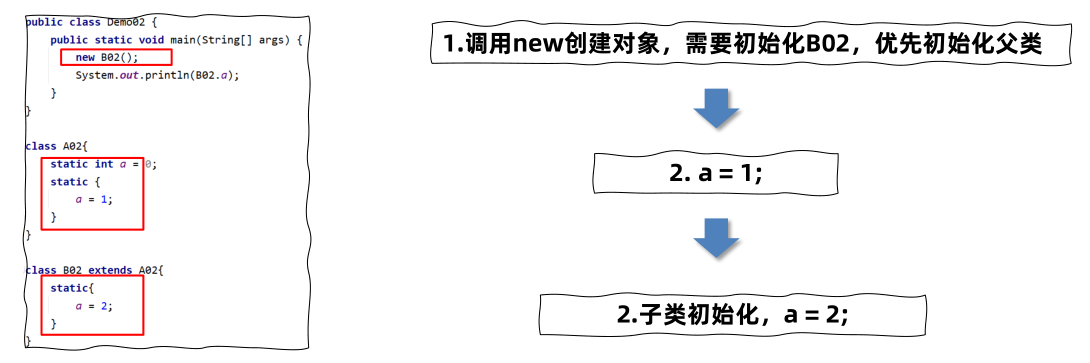 public class Demo02 {
public static void main(String[] args) {
new B02();
System.out.println(B02.a);
}
}
class A02{
static int a = 0;
static {
a = 1;
}
}
class B02 extends A02{
static{
a = 2;
}
}
1.调用new创建对象，需要初始化B02，优先初始化父类
2. a = 1;
2.子类初始化，a = 2;